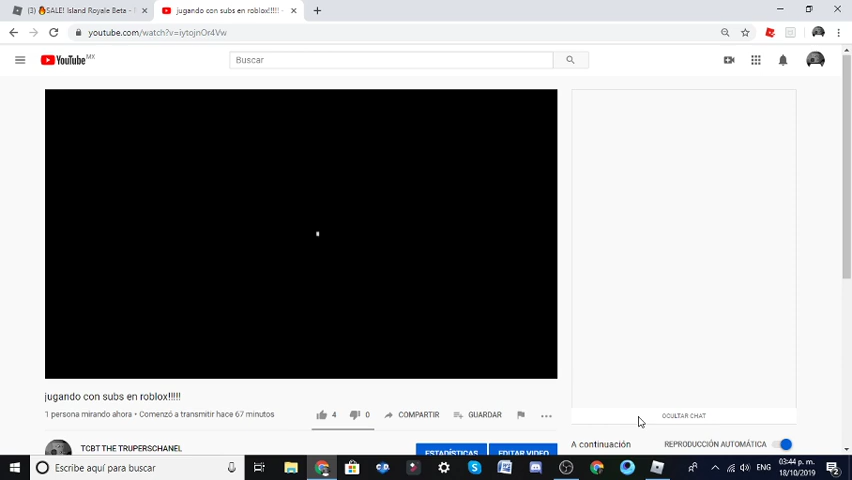 (3) 🔥SALE! Island Royale Beta -
jugando con subs en roblox!!!!! -
youtube.com/watch?v=iytojnOr4Vw
YouTube MX
Buscar
jugando con subs en roblox!!!!!
1 persona mirando ahora • Comenzó a transmitir hace 67 minutos
4
0
COMPARTIR
GUARDAR
OCULTAR CHAT
A continuación
REPRODUCCIÓN AUTOMÁTICA
TCBT THE TRUPERSCHANEL
ESTADÍSTICAS
EDITAR VIDEO
Escribe aquí para buscar
ENG
03:44 p. m.
18/10/2019
2